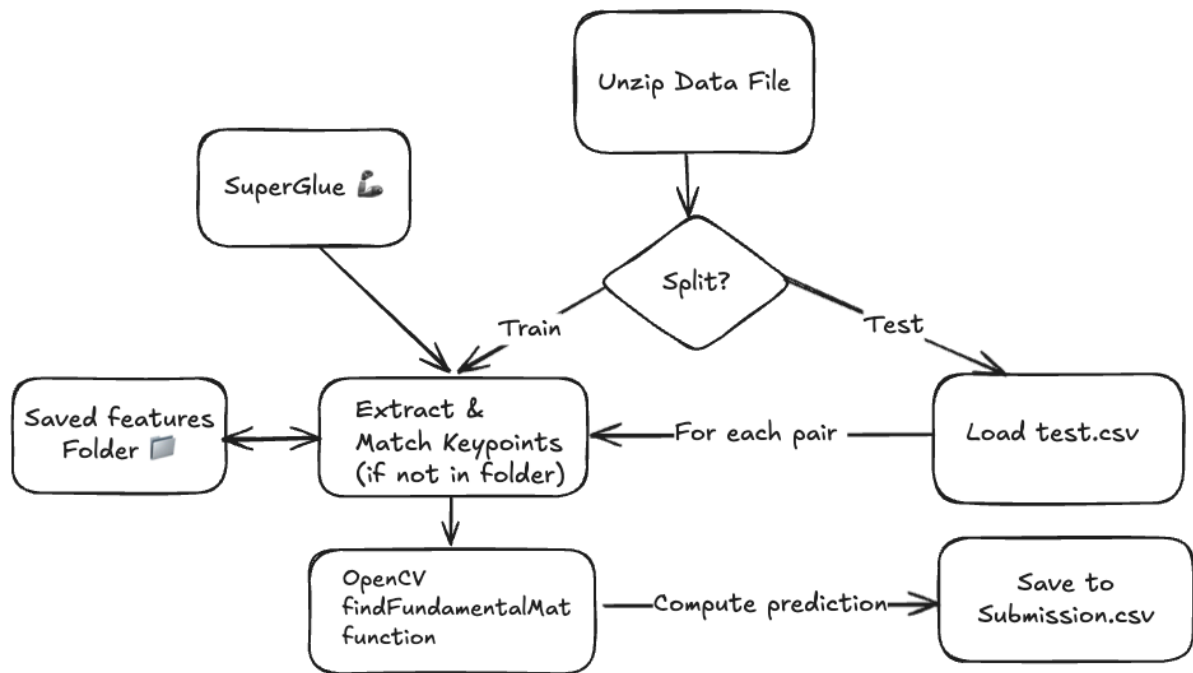 Unzip Data File
SuperGlue 🦾
Split?
Train
Test
Saved features
Folder 📁
Extract &
Match Keypoints
(if not in folder)
For each pair
Load test.csv
OpenCV
findFundamentalMat
function
Compute prediction
Save to
Submission.csv